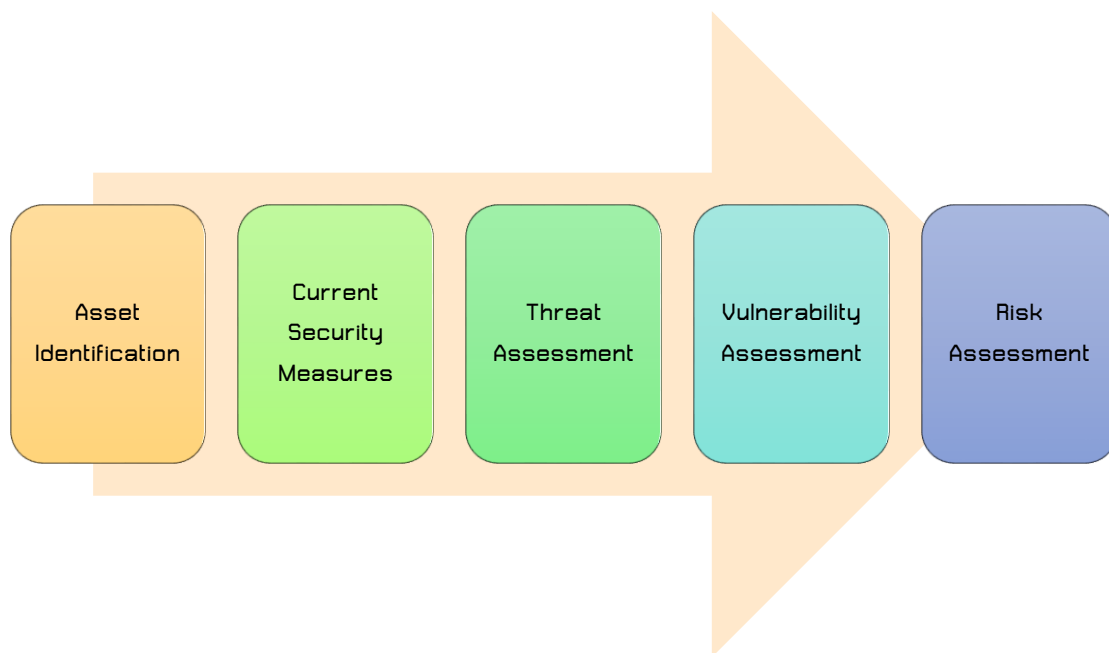 Asset
Identification
Current
Security
Measures
Threat
Assessment
Vulnerability
Assessment
Risk
Assessment